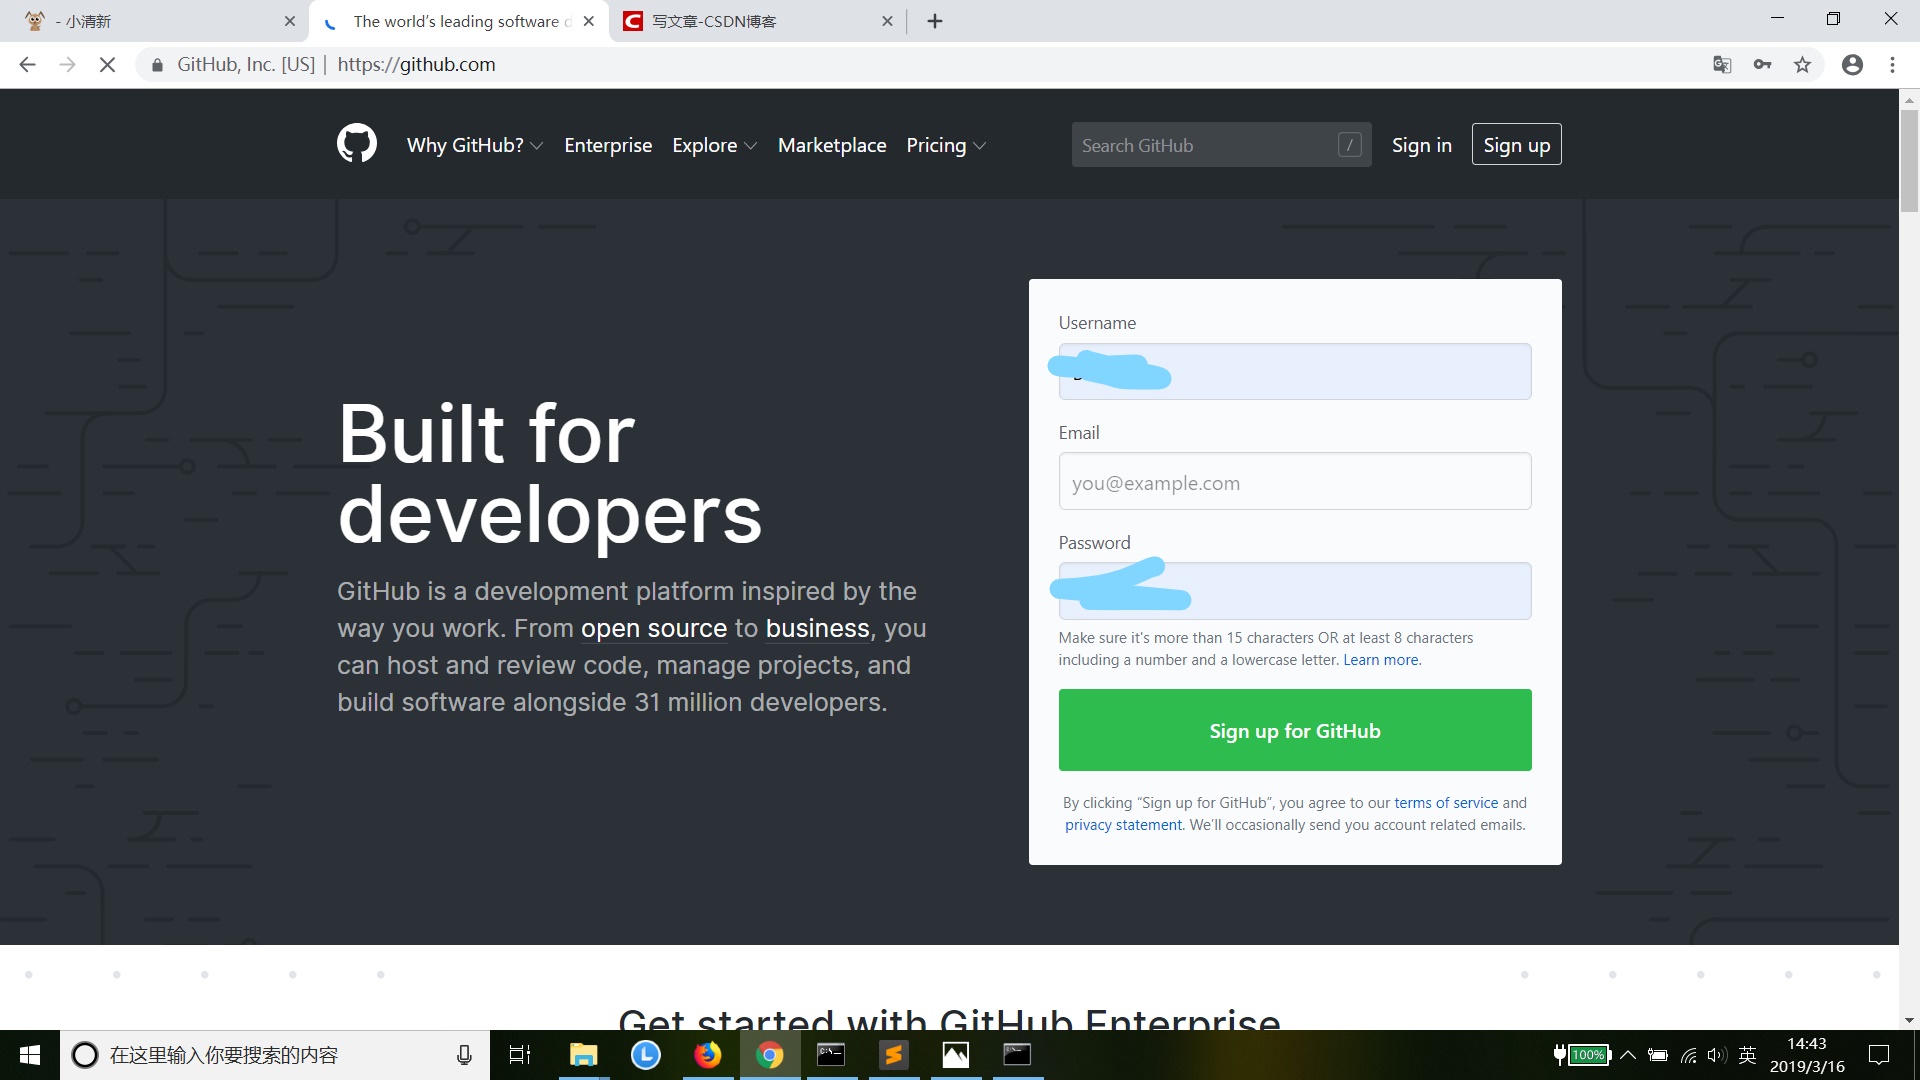 - 小清新
The world's leading software d
写文章-CSDN博客
GitHub, Inc. [US] | https://github.com
Why GitHub? Enterprise Explore Marketplace Pricing
Search GitHub /
Sign in Sign up
Built for
developers
GitHub is a development platform inspired by the
way you work. From open source to business, you
can host and review code, manage projects, and
build software alongside 31 million developers.
Username
Email
you@example.com
Password
Make sure it's more than 15 characters OR at least 8 characters
including a number and a lowercase letter. Learn more.
Sign up for GitHub
By clicking “Sign up for GitHub”, you agree to our terms of service and
privacy statement. We'll occasionally send you account related emails.
Get started with GitHub Enterprise
在这里输入你要搜索的内容
100%
英
14:43
2019/3/16